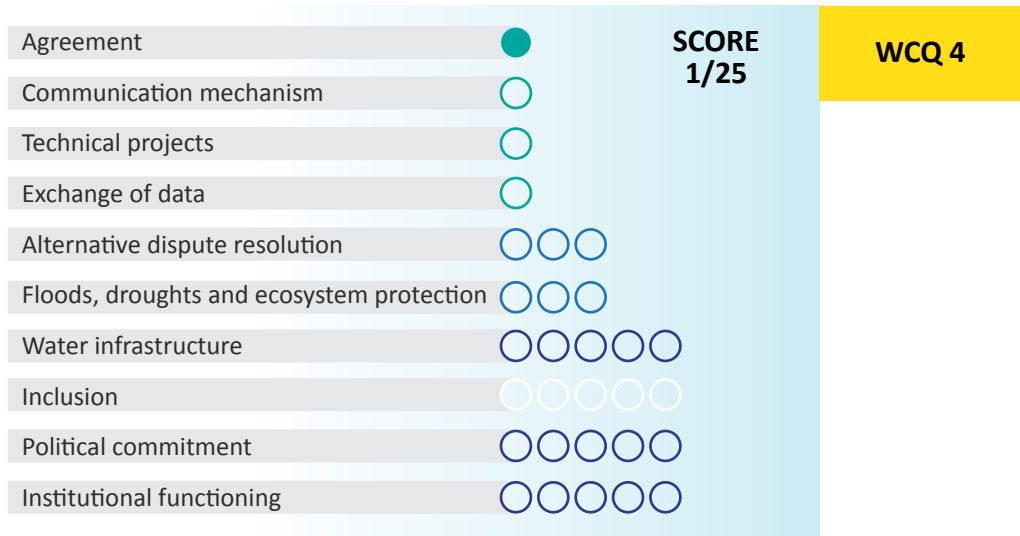 Agreement
SCORE
1/25
WCQ 4
Communication mechanism
Technical projects
Exchange of data
Alternative dispute resolution
Floods, droughts and ecosystem protection
Water infrastructure
Inclusion
Political commitment
Institutional functioning